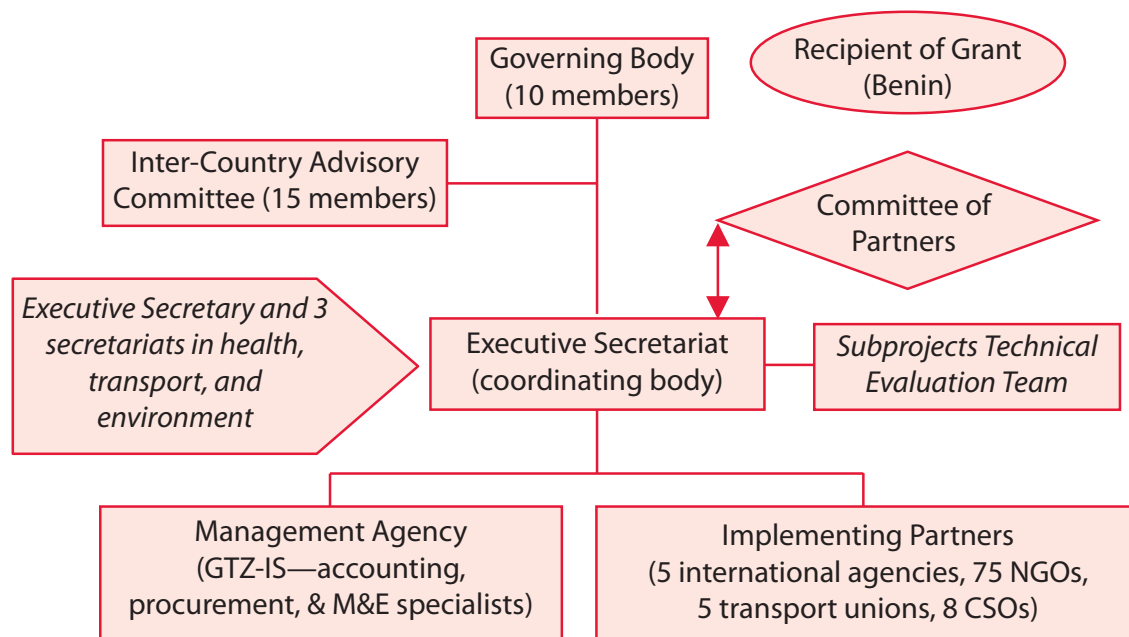 Governing Body
(10 members)
Recipient of Grant
(Benin)
Inter-Country Advisory
Committee (15 members)
Committee of
Partners
Executive Secretary and 3
secretariats in health,
transport, and
environment
Executive Secretariat
(coordinating body)
Subprojects Technical
Evaluation Team
Management Agency
(GTZ-IS—accounting,
procurement, & M&E specialists)
Implementing Partners
(5 international agencies, 75 NGOs,
5 transport unions, 8 CSOs)